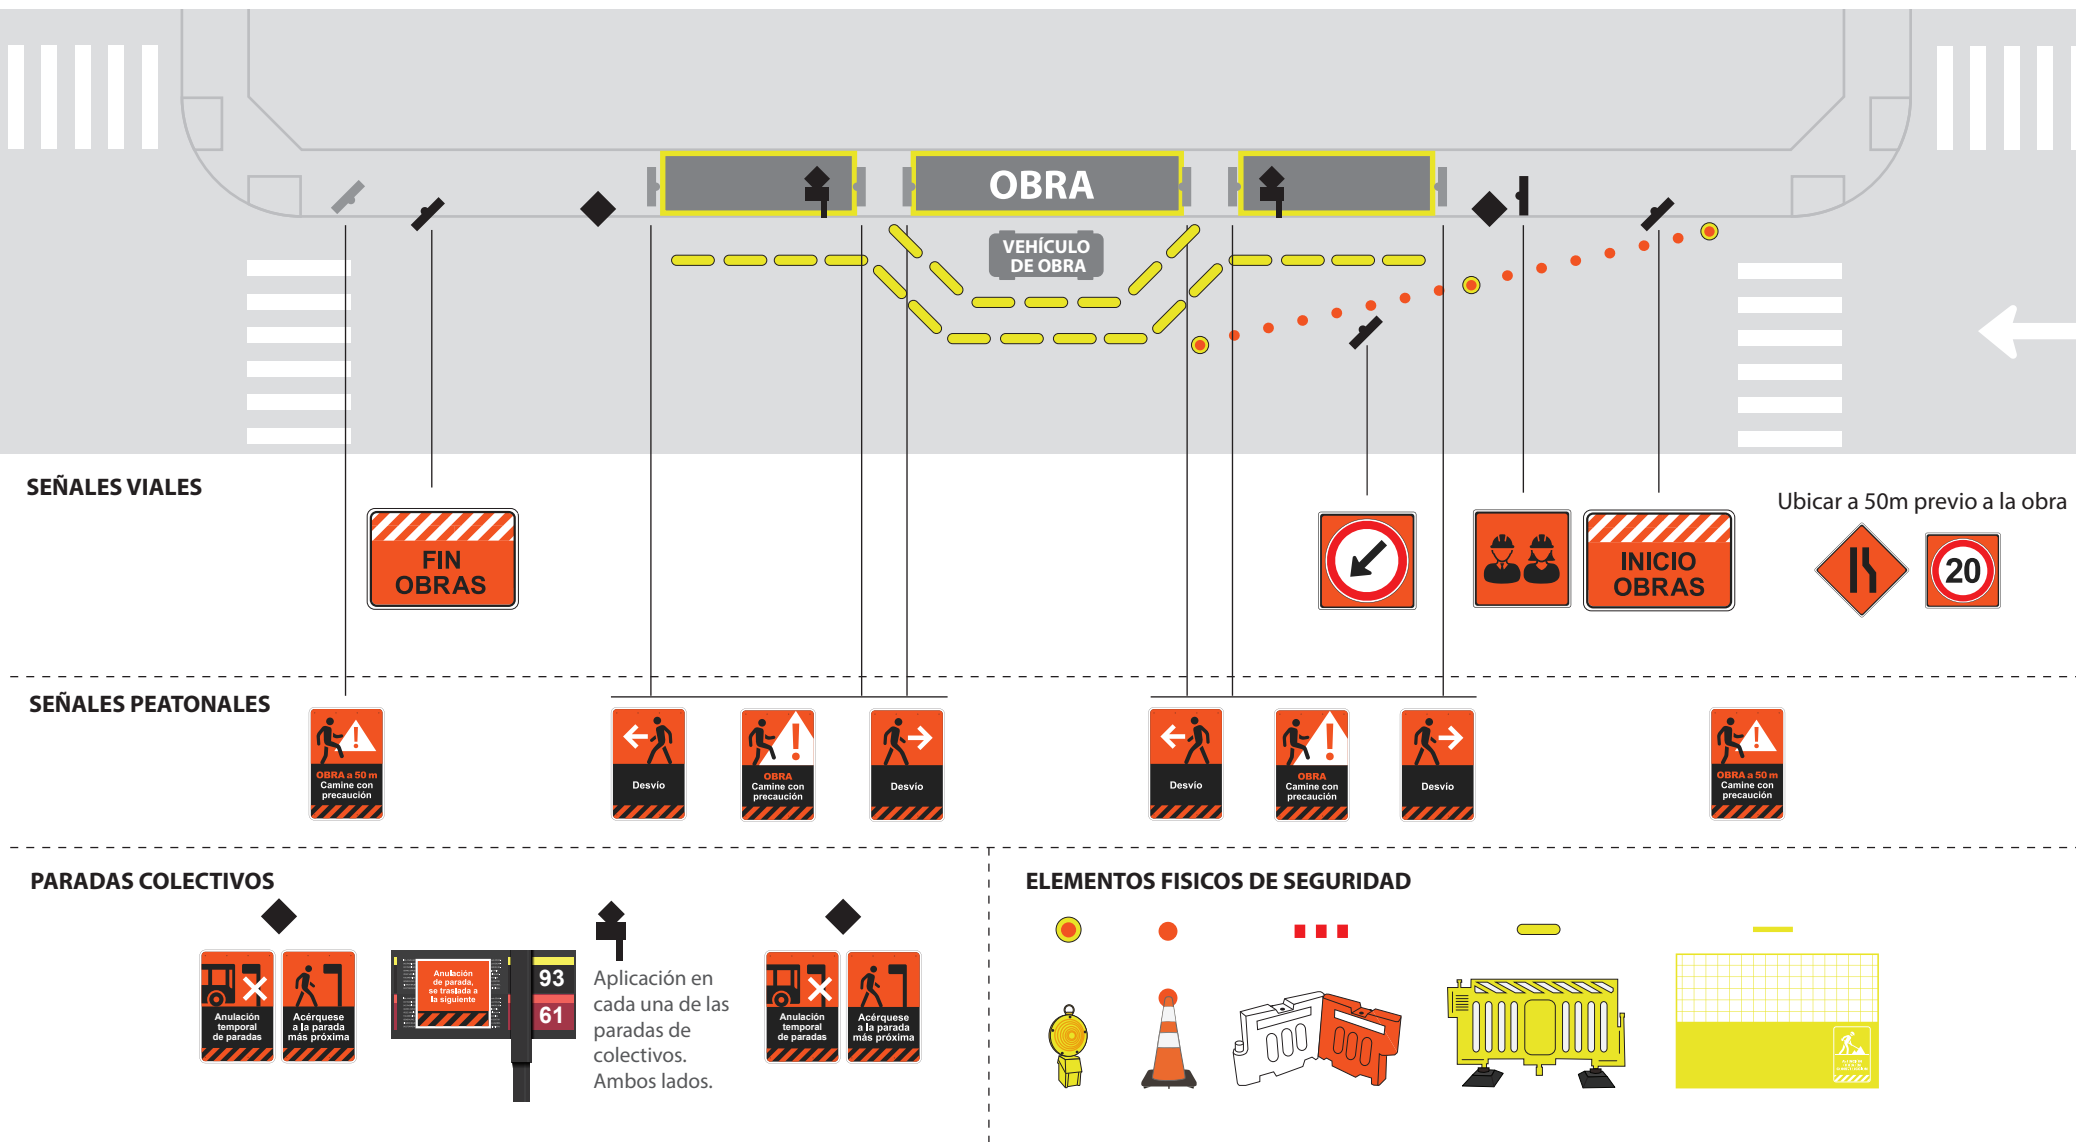 OBRA
VEHÍCULO
DE OBRA
SEÑALES VIALES
FIN
OBRAS
INICIO
OBRAS
Ubicar a 50m previo a la obra
20
SEÑALES PEATONALES
OBRA a 50 m
Camine con
precaución
Desvío
OBRA
Camine con
precaución
Desvío
Desvío
OBRA
Camine con
precaución
Desvío
OBRA a 50 m
Camine con
precaución
PARADAS COLECTIVOS
Anulación
temporal
de paradas
Acérquese
a la parada
más próxima
Anulación
de parada,
se traslada a
la siguiente
93
61
Aplicación en
cada una de las
paradas de
colectivos.
Ambos lados.
Anulación
temporal
de paradas
Acérquese
a la parada
más próxima
ELEMENTOS FISICOS DE SEGURIDAD